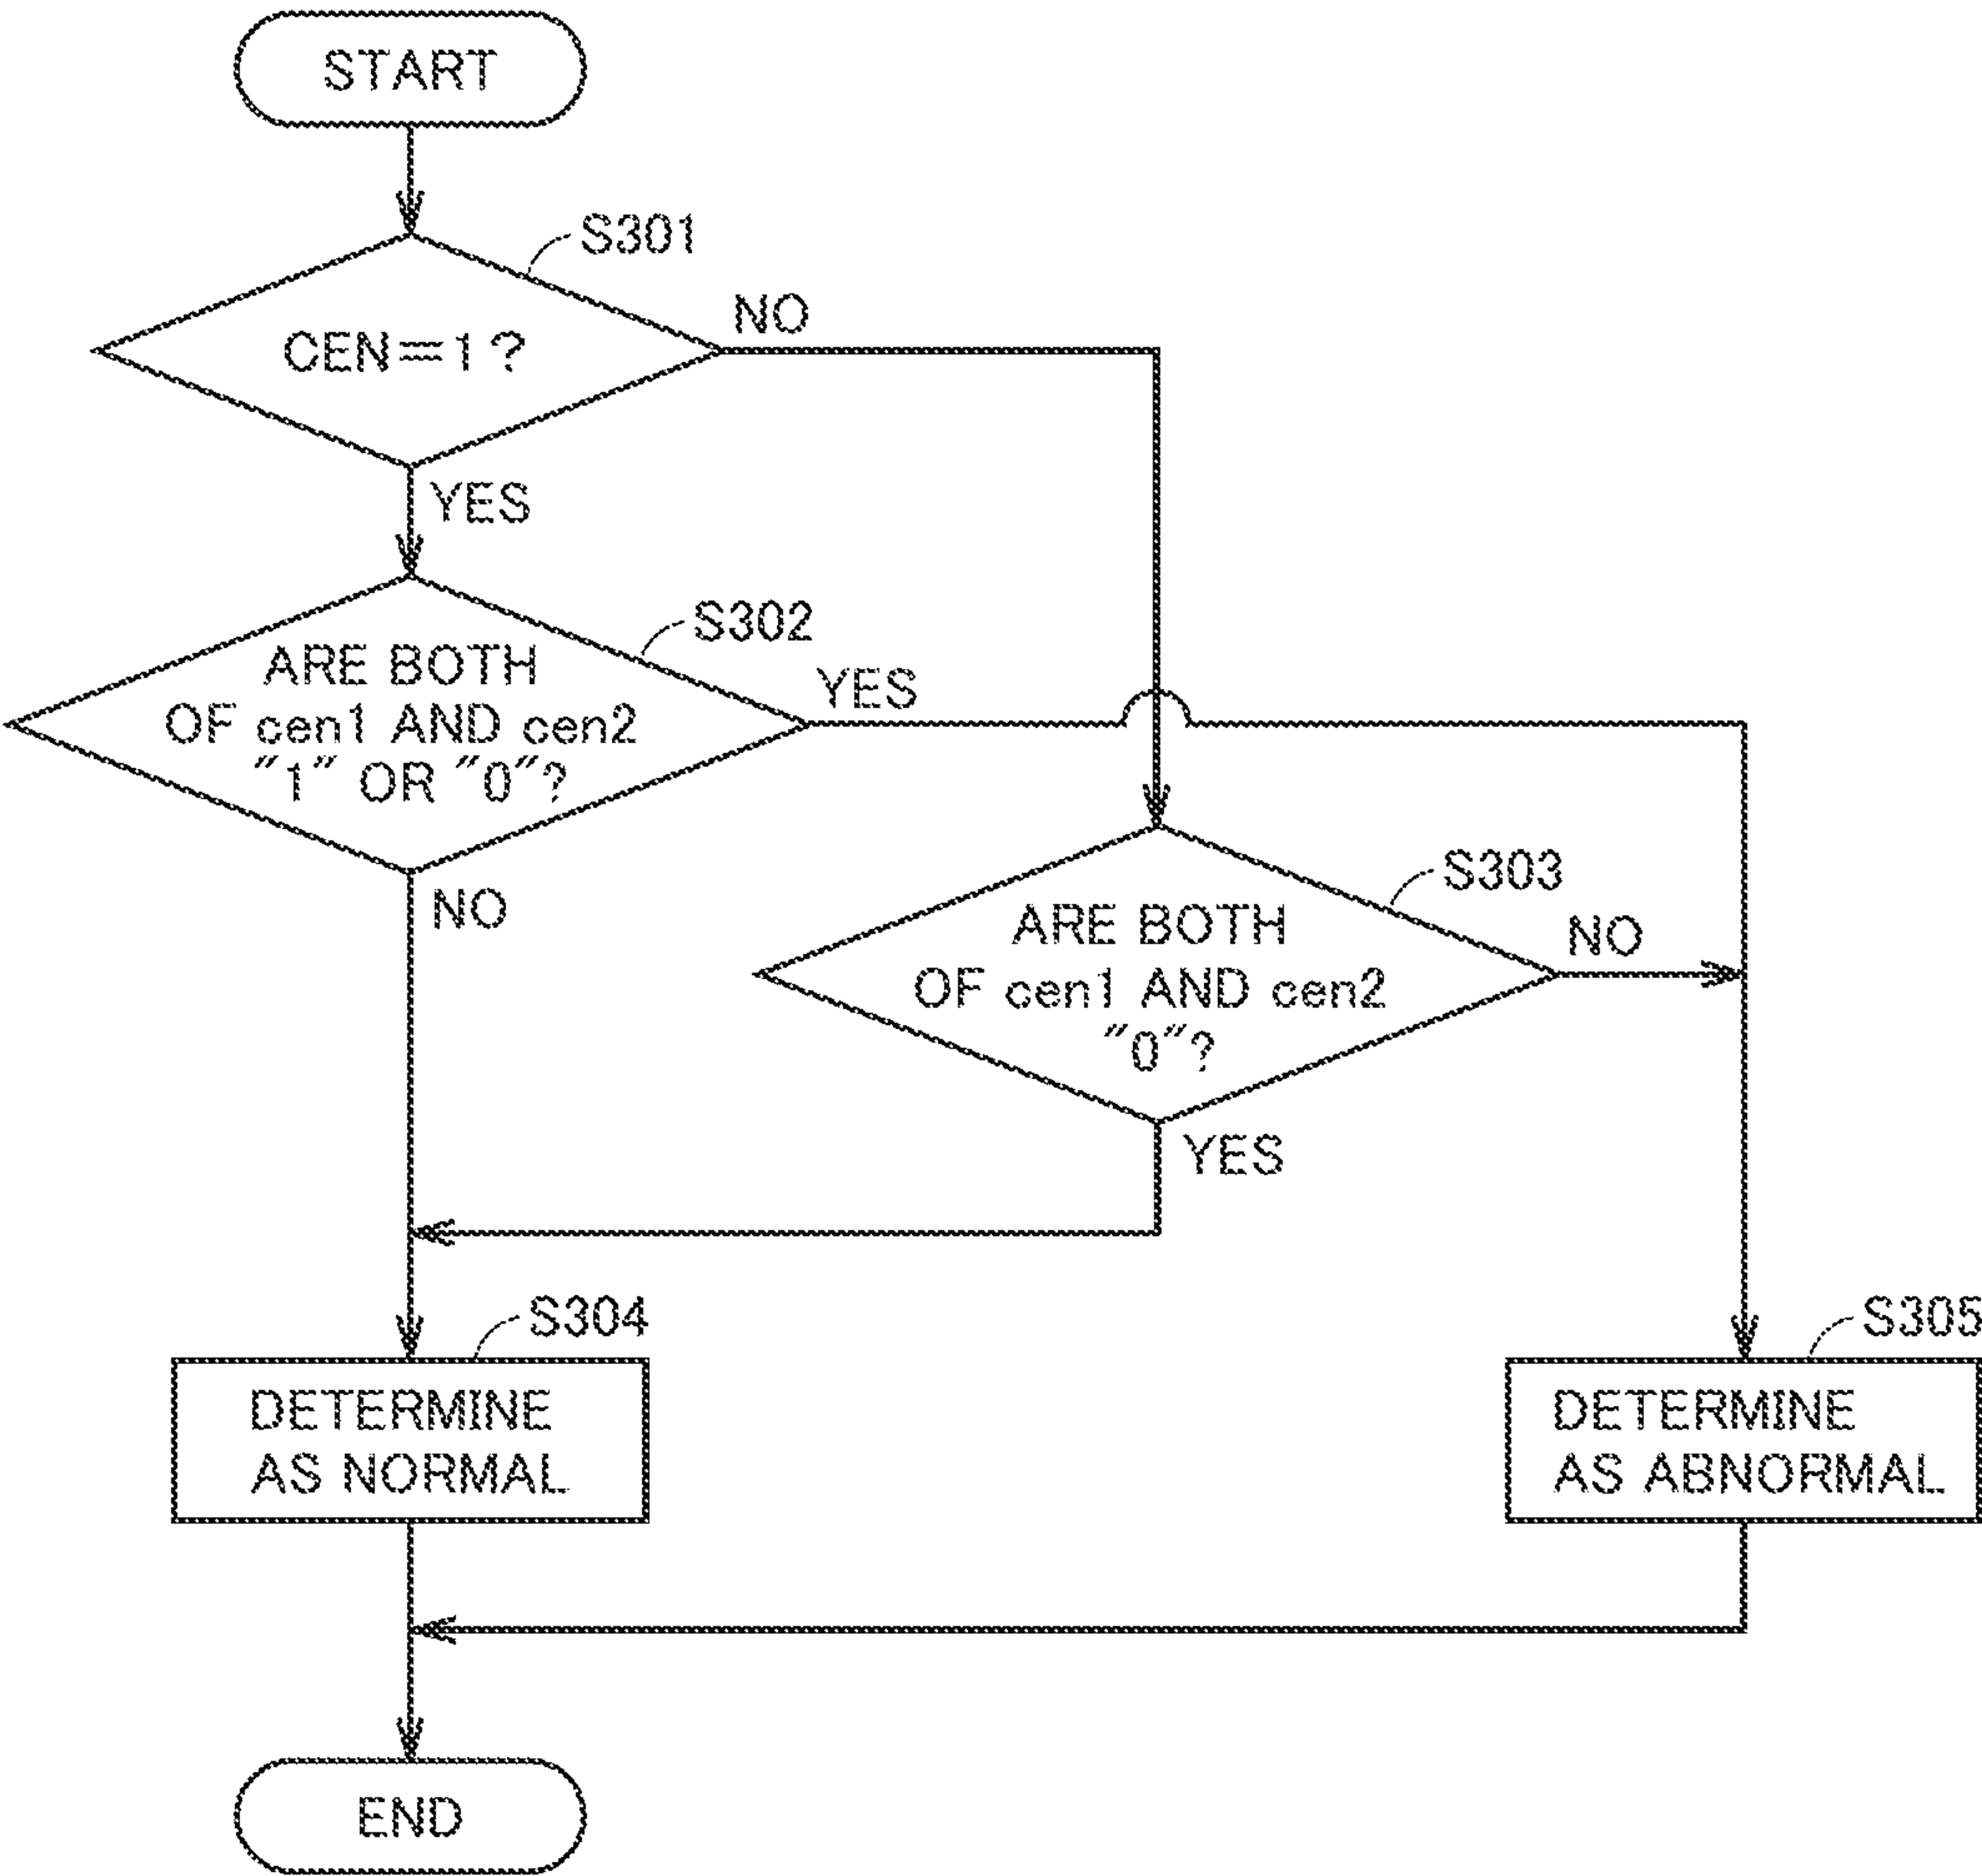 START
S301
CEN=1?
NO
YES
S302
ARE BOTH
OF cen1 AND cen2
"1" OR "0"?
YES
NO
S303
ARE BOTH
OF cen1 AND cen2
"0"?
NO
YES
S304
DETERMINE
AS NORMAL
S305
DETERMINE
AS ABNORMAL
END